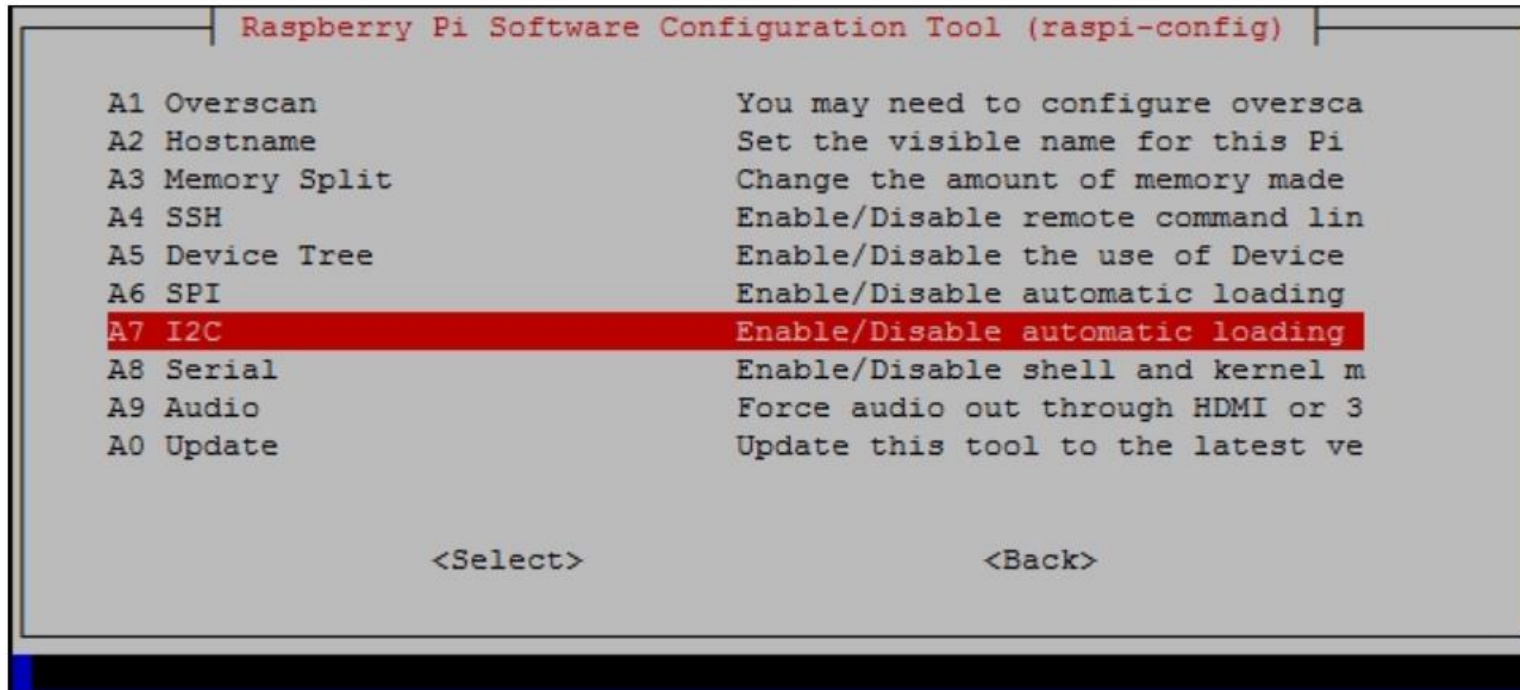 Raspberry Pi Software Configuration Tool (raspi-config)
A1 Overscan You may need to configure oversca
A2 Hostname Set the visible name for this Pi
A3 Memory Split Change the amount of memory made
A4 SSH Enable/Disable remote command lin
A5 Device Tree Enable/Disable the use of Device
A6 SPI Enable/Disable automatic loading
A7 I2C Enable/Disable automatic loading
A8 Serial Enable/Disable shell and kernel m
A9 Audio Force audio out through HDMI or 3
A0 Update Update this tool to the latest ve
<Select> <Back>